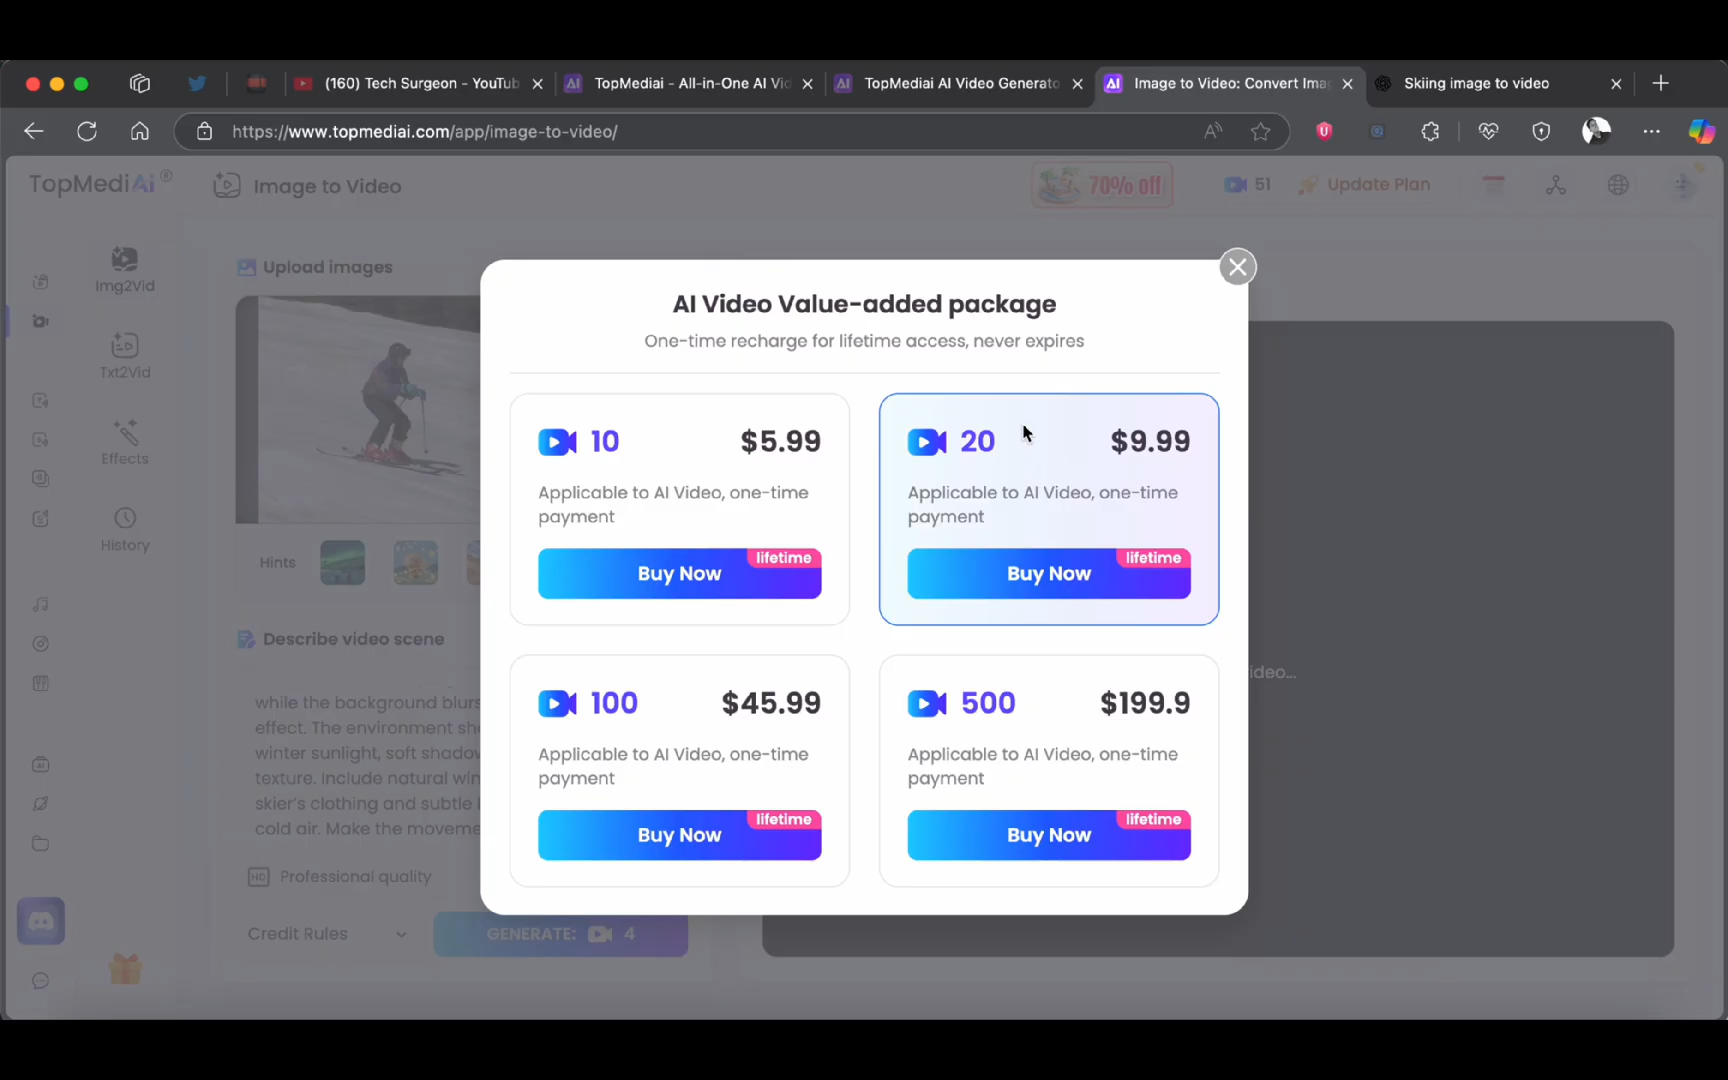 (160) Tech Surgeon - YouTub
TopMediai - All-in-One AI Vid
TopMediai AI Video Generato
Image to Video: Convert Imag
Skiing image to video
https://www.topmediai.com/app/image-to-video/
TopMediAi®
Image to Video
70% off
51
Update Plan
Img2Vid
Txt2Vid
Effects
History
Upload images
Hints
Describe video scene
while the background blurs
effect. The environment sh
winter sunlight, soft shadow
texture. Include natural win
skier's clothing and subtle
cold air. Make the moveme
HD Professional quality
Credit Rules
GENERATE: 4
ideo...
AI Video Value-added package
One-time recharge for lifetime access, never expires
10 $5.99
Applicable to AI Video, one-time
payment
lifetime
Buy Now
20 $9.99
Applicable to AI Video, one-time
payment
lifetime
Buy Now
100 $45.99
Applicable to AI Video, one-time
payment
lifetime
Buy Now
500 $199.9
Applicable to AI Video, one-time
payment
lifetime
Buy Now